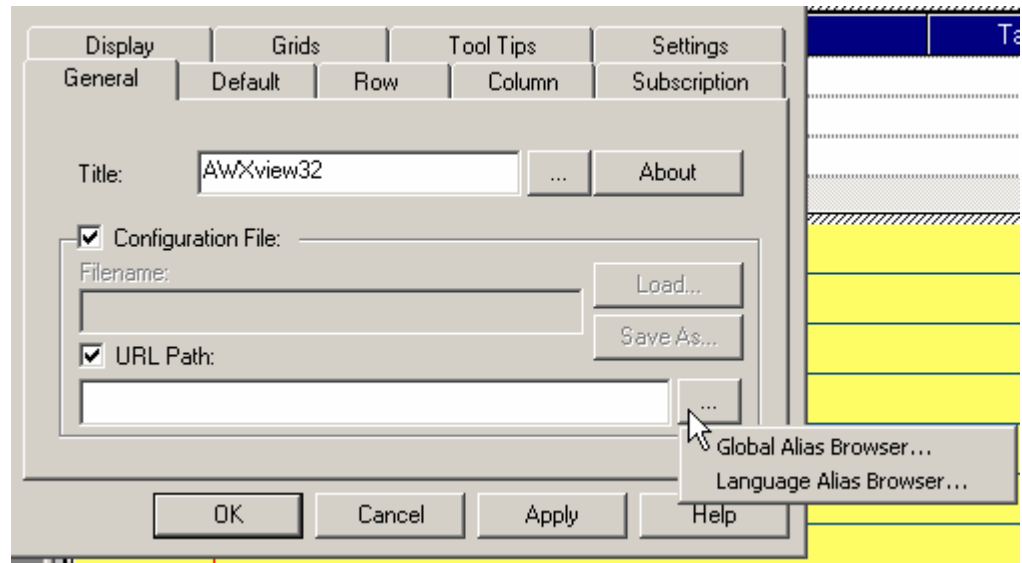 Display Grids Tool Tips Settings
General Default Row Column Subscription
Title: AWXview32 ... About
Configuration File:
Filename:
Load...
Save As...
URL Path:
...
Global Alias Browser...
Language Alias Browser...
OK Cancel Apply Help